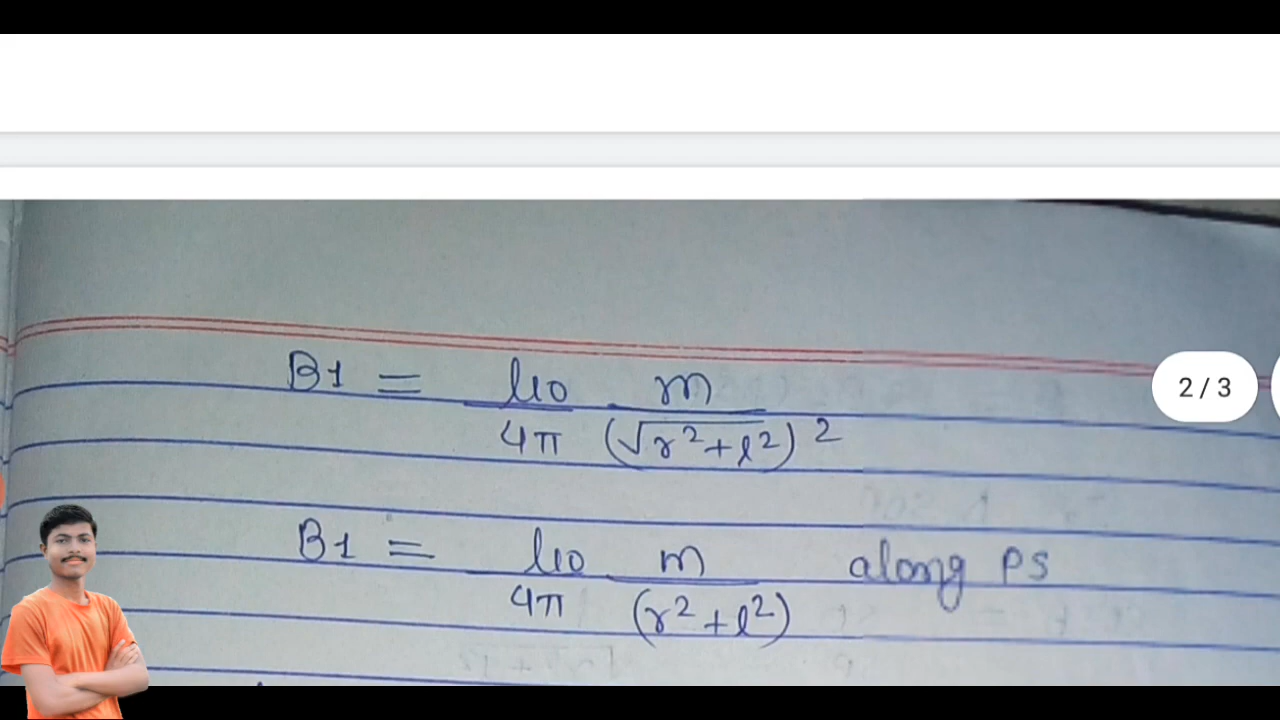 B1 = μ0/4π m/(√r²+l²)²
2/3
B1 = μ0/4π m/(r²+l²) along PS